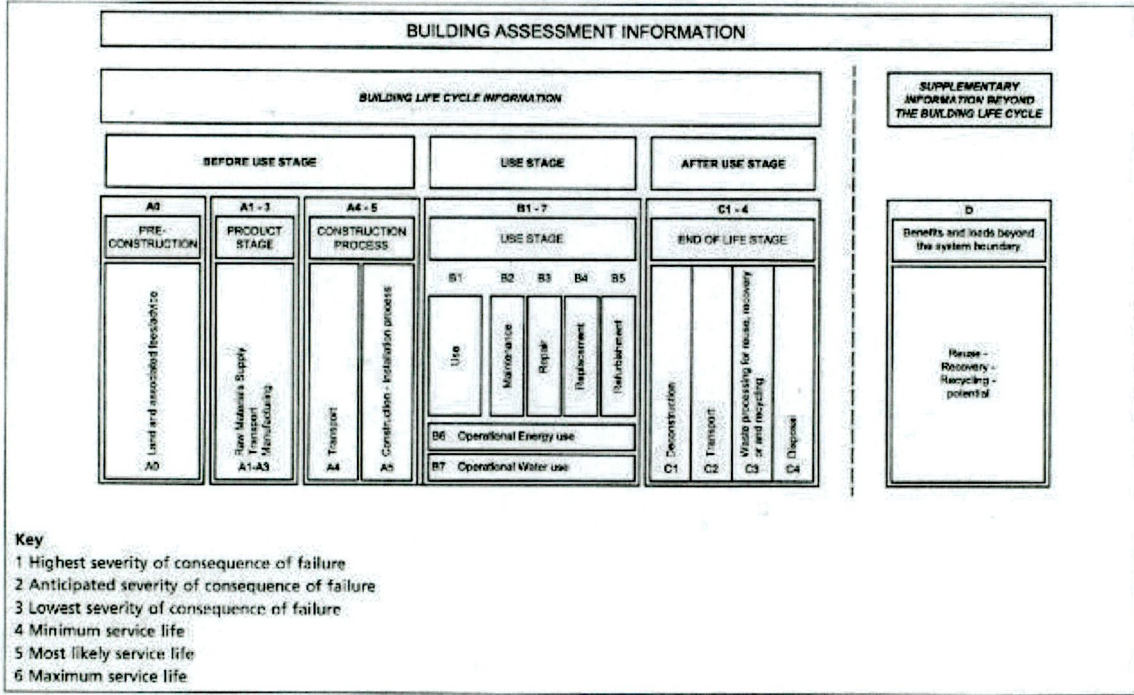 BUILDING ASSESSMENT INFORMATION
BUILDING LIFE CYCLE INFORMATION
SUPPLEMENTARY
INFORMATION BEYOND
THE BUILDING LIFE CYCLE
BEFORE USE STAGE
USE STAGE
AFTER USE STAGE
A0
PRE-
CONSTRUCTION
Land and associated fees/advice
A0
A1 - 3
PRODUCT
STAGE
Raw Materials Supply
Transport
Manufacturing
A1-A3
A4 - 5
CONSTRUCTION
PROCESS
Transport
A4
Construction - Installation process
A5
B1 - 7
USE STAGE
B1
Use
B2
Maintenance
B3
Repair
B4
Replacement
B5
Refurbishment
B6 Operational Energy use
B7 Operational Water use
C1 - 4
END OF LIFE STAGE
Deconstruction
C1
Transport
C2
Waste processing for reuse, recovery
or and recycling
C3
Disposal
C4
D
Benefits and loads beyond
the system boundary
Reuse -
Recovery -
Recycling -
potential
Key
1 Highest severity of consequence of failure
2 Anticipated severity of consequence of failure
3 Lowest severity of consequence of failure
4 Minimum service life
5 Most likely service life
6 Maximum service life